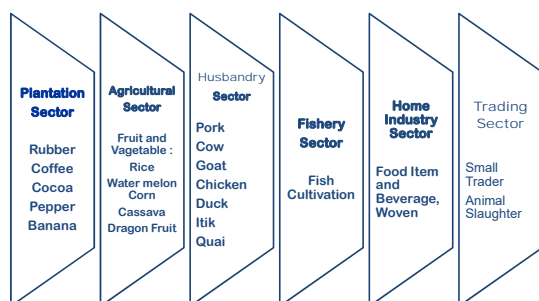 Plantation
Sector
Rubber
Coffee
Cocoa
Pepper
Banana
Agricultural
Sector
Fruit and
Vagetable :
Rice
Water melon
Corn
Cassava
Dragon Fruit
Husbandry
Sector
Pork
Cow
Goat
Chicken
Duck
Itik
Quai
Fishery
Sector
Fish
Cultivation
Home
Industry
Sector
Food Item
and
Beverage,
Woven
Trading
Sector
Small
Trader
Animal
Slaughter